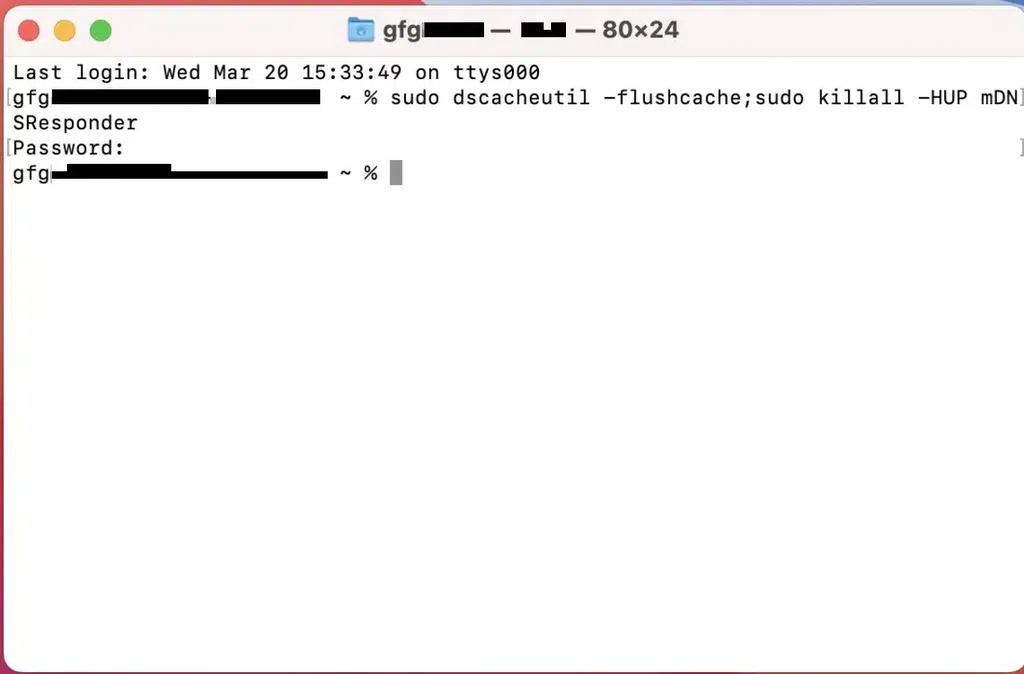 gfg — — 80×24
Last login: Wed Mar 20 15:33:49 on ttys000
[gfg ~ % sudo dscacheutil -flushcache;sudo killall -HUP mDN]
SResponder
[Password: ]
gfg ~ %